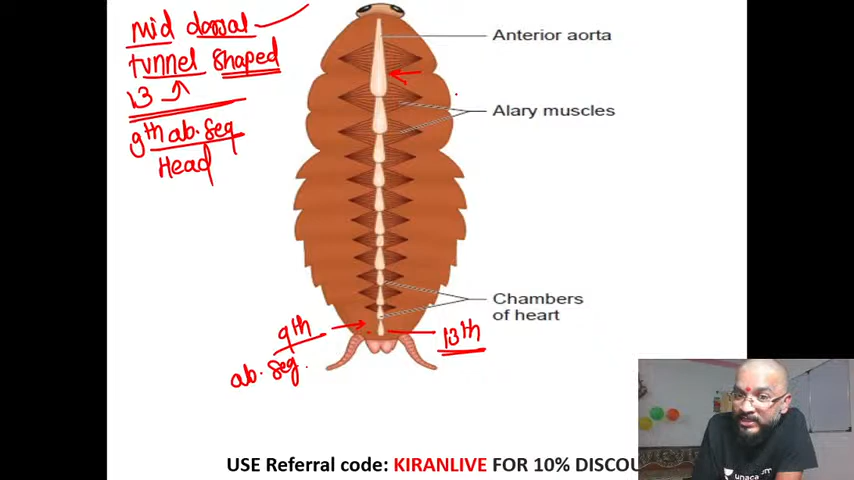 mid dorsal
tunnel shaped
13
9th ab. seg
Head
Anterior aorta
Alary muscles
Chambers
of heart
9th
ab. seg.
13th
USE Referral code: KIRANLIVE FOR 10% DISCOU